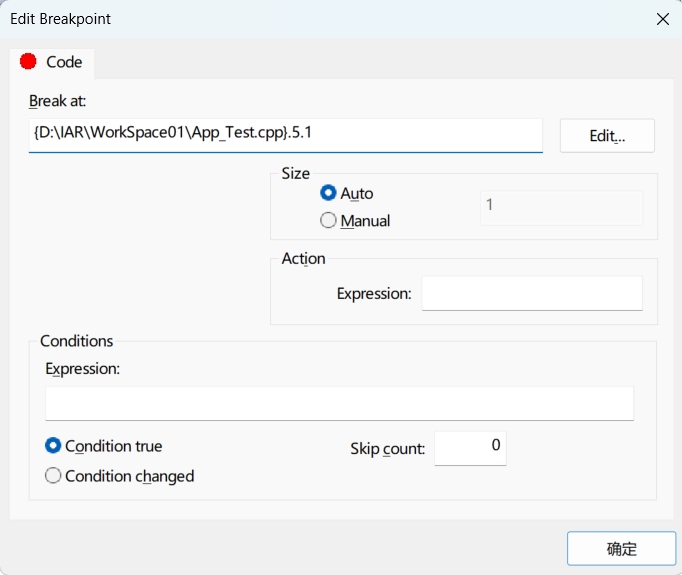 Edit Breakpoint
Code
Break at:
{D:\IAR\WorkSpace01\App_Test.cpp}.5.1
Edit...
Size
Auto
1
Manual
Action
Expression:
Conditions
Expression:
Condition true
Skip count:
0
Condition changed
确定